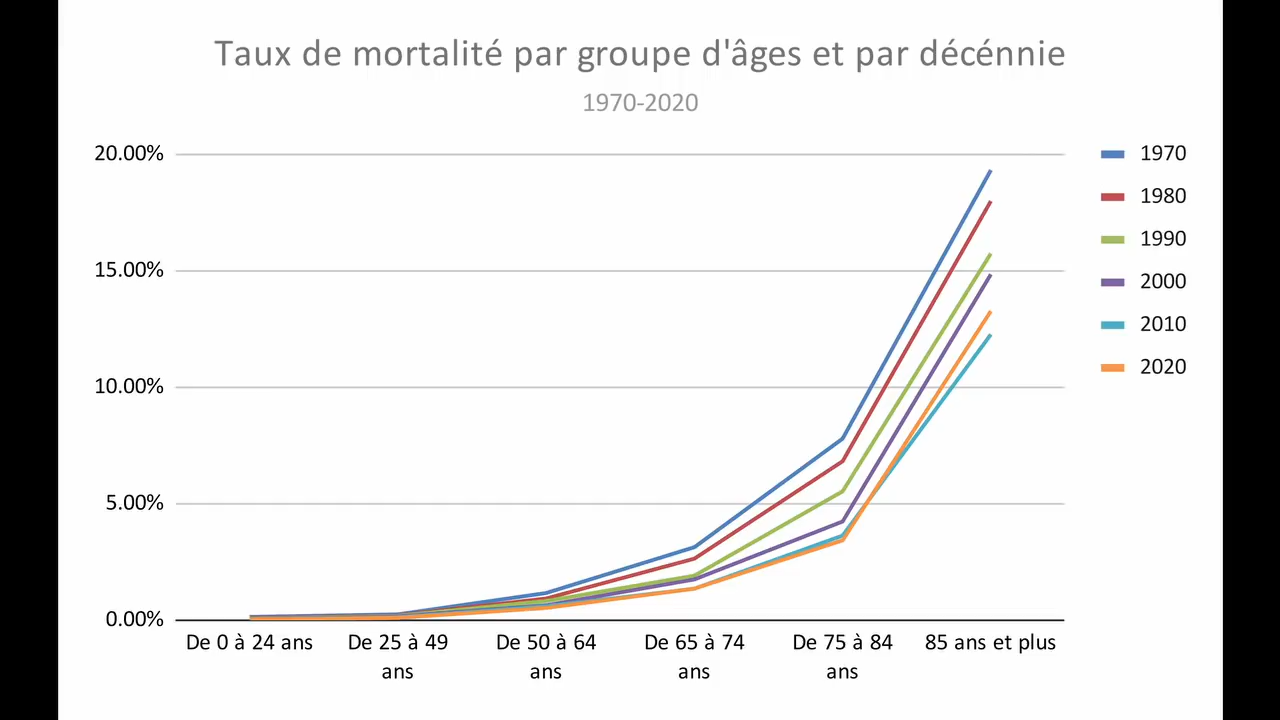 Taux de mortalité par groupe d'âges et par décénnie
1970-2020
20.00%
15.00%
10.00%
5.00%
0.00%
De 0 à 24 ans
De 25 à 49
ans
De 50 à 64
ans
De 65 à 74
ans
De 75 à 84
ans
85 ans et plus
1970
1980
1990
2000
2010
2020